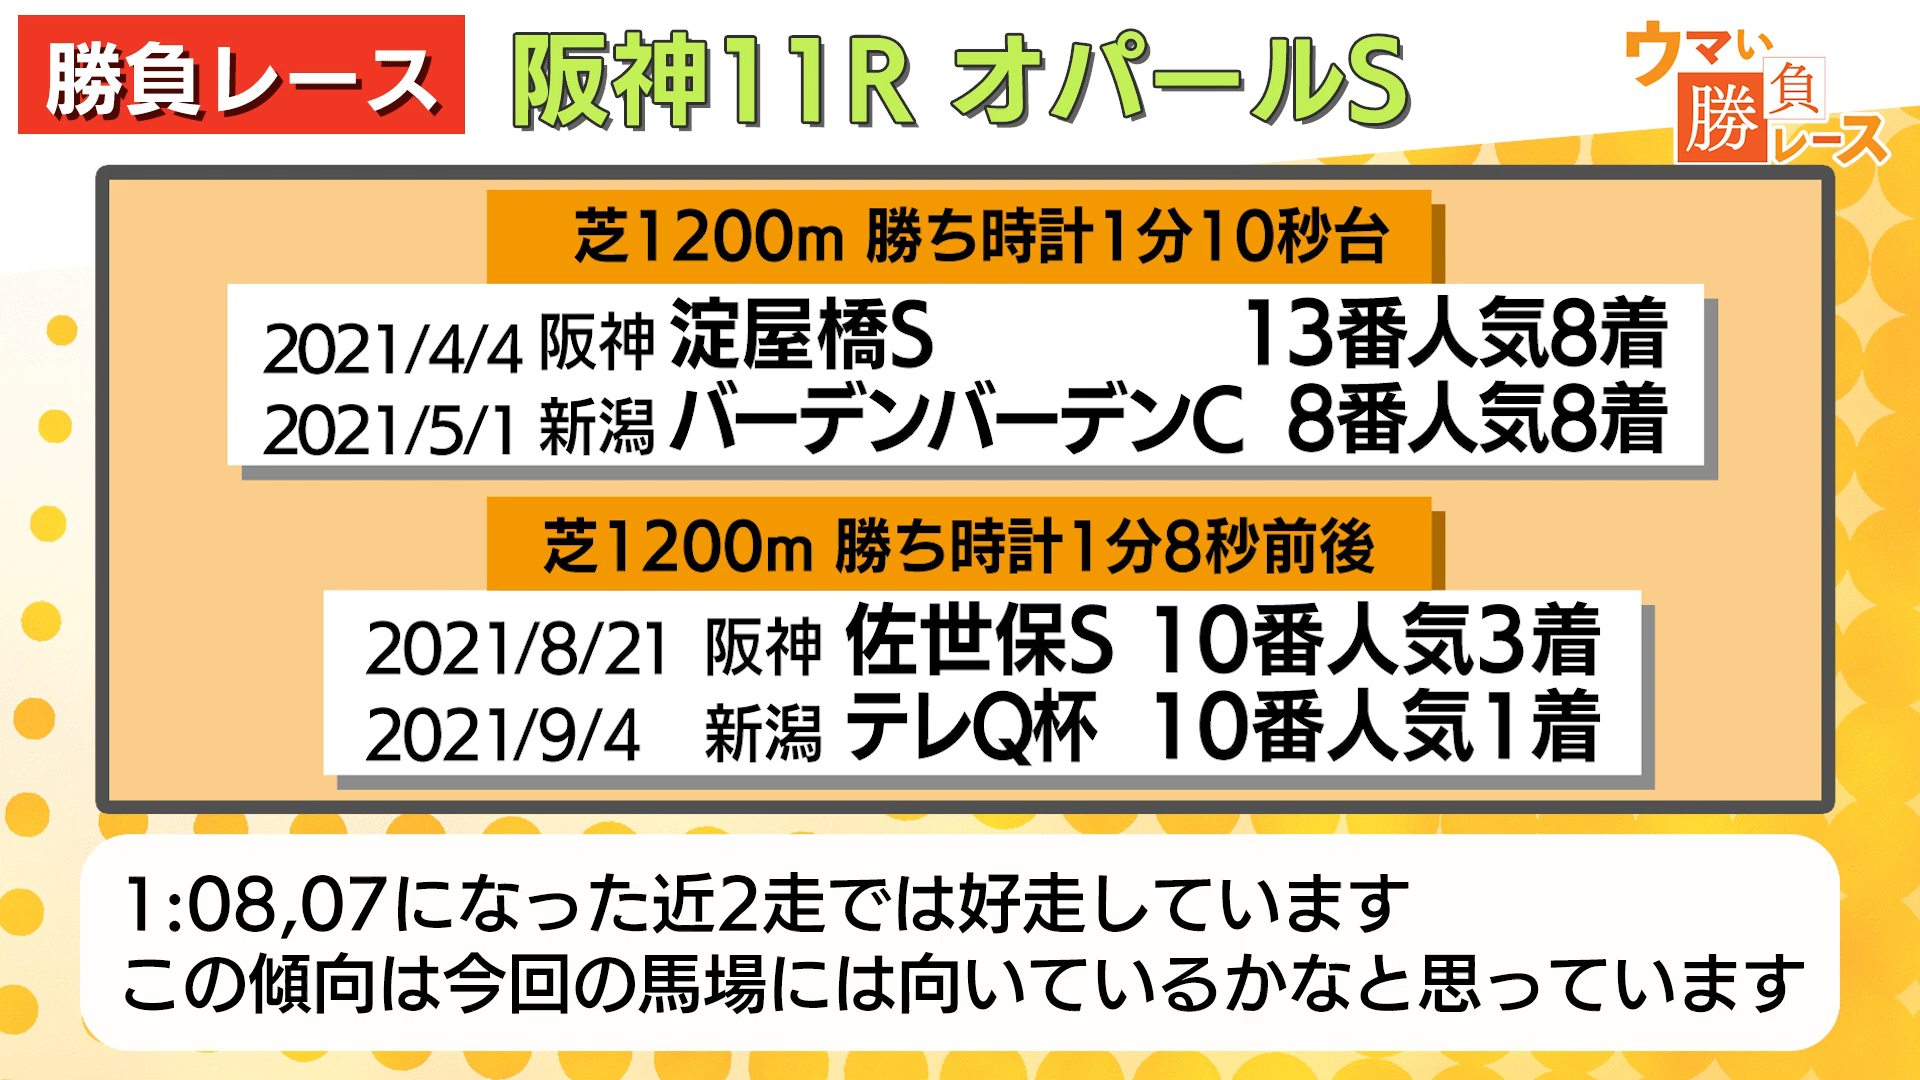 勝負レース 阪神11R オパールS
ウマい
勝負
レース
芝1200m 勝ち時計1分10秒台
2021/4/4 阪神 淀屋橋S 13番人気8着
2021/5/1 新潟 バーデンバーデンC 8番人気8着
芝1200m 勝ち時計1分8秒前後
2021/8/21 阪神 佐世保S 10番人気3着
2021/9/4 新潟 テレQ杯 10番人気1着
1:08,07になった近2走では好走しています
この傾向は今回の馬場には向いているかなと思っています